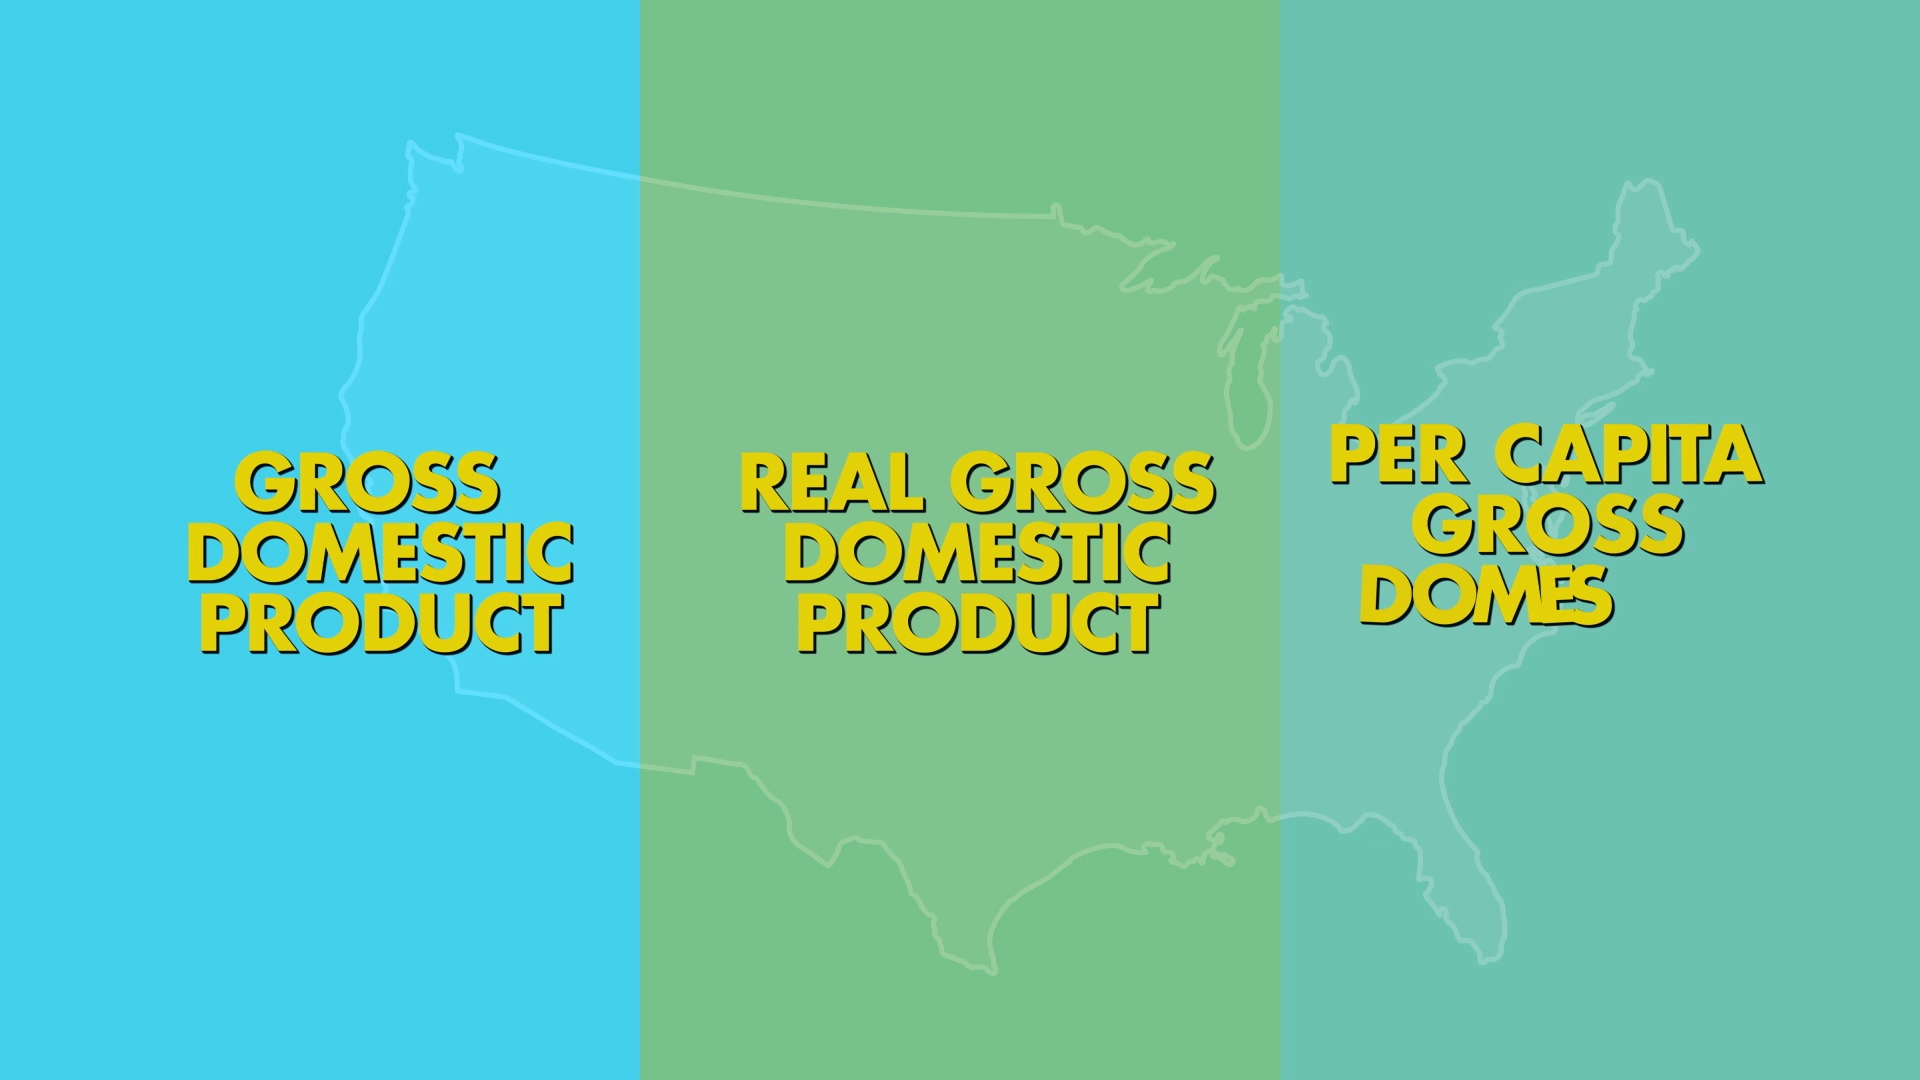 GROSS
DOMESTIC
PRODUCT
REAL GROSS
DOMESTIC
PRODUCT
PER CAPITA
GROSS
DOMES